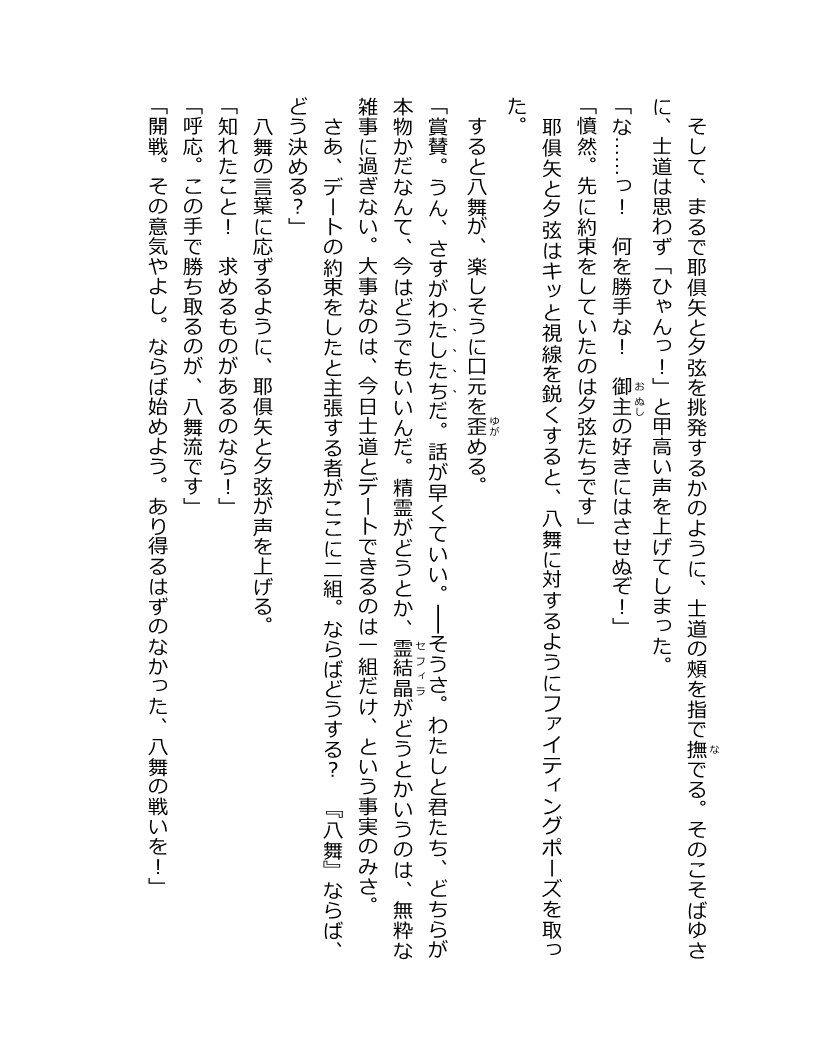 そして、まるで耶倶矢と夕弦を挑発するかのように、士道の頰を指で撫でる。そのこそばゆさ
に、士道は思わず「ひゃんっ！」と甲高い声を上げてしまった。
「な……っ！　何を勝手な！　御主の好きにはさせぬぞ！」
「憤然。先に約束をしていたのは夕弦たちです」
　耶倶矢と夕弦はキッと視線を鋭くすると、八舞に対するようにファイティングポーズを取っ
た。
　すると八舞が、楽しそうに口元を歪める。
「賞賛。うん、さすがわたしたちだ。話が早くていい。――そうさ。わたしと君たち、どちらが
本物かだなんて、今はどうでもいいんだ。精霊がどうとか、霊結晶がどうとかいうのは、無粋な
雑事に過ぎない。大事なのは、今日士道とデートできるのは一組だけ、という事実のみさ。
　さあ、デートの約束をしたと主張する者がここに二組。ならばどうする？　『八舞』ならば、
どう決める？」
　八舞の言葉に応ずるように、耶倶矢と夕弦が声を上げる。
「知れたこと！　求めるものがあるのなら！」
「呼応。この手で勝ち取るのが、八舞流です」
「開戦。その意気やよし。ならば始めよう。あり得るはずのなかった、八舞の戦いを！」